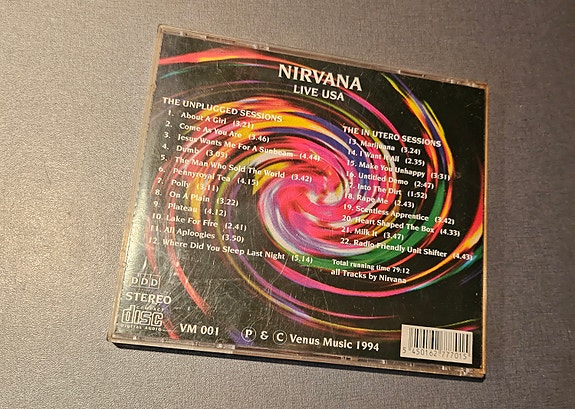 NIRVANA
LIVE USA
THE UNPLUGGED SESSIONS
1. About A Girl (3.21)
2. Come As You Are (3.46)
3. Jesus Wants Me For A Sunbeam (4.44)
4. Dumb (3.05)
5. The Man Who Sold The World (3.42)
6. Pennyroyal Tea (4.15)
7. Polly (3.11)
8. On A Plain (3.22)
9. Plateau (4.12)
10. Lake For Fire (2.41)
11. All Aploogies (3.50)
12. Where Did You Sleep Last Night (5.14)
THE IN UTERO SESSIONS
13. Marijuana (3.24)
14. I Want It All (2.35)
15. Make You Unhappy (3:31)
16. Untitled Demo (2:47)
17. Into The Dirt (1:52)
18. Rape Me (2.43)
19. Scentless Apprentice (3.42)
20. Heart Shaped The Box (4.33)
21. Milk It (3.47)
22. Radio Friendly Unit Shifter (4.43)
Total running time 79:12
all Tracks by Nirvana
DDD
STEREO
COMPACT
disc
DIGITAL AUDIO
VM 001
P & C Venus Music 1994
5 450162 777015